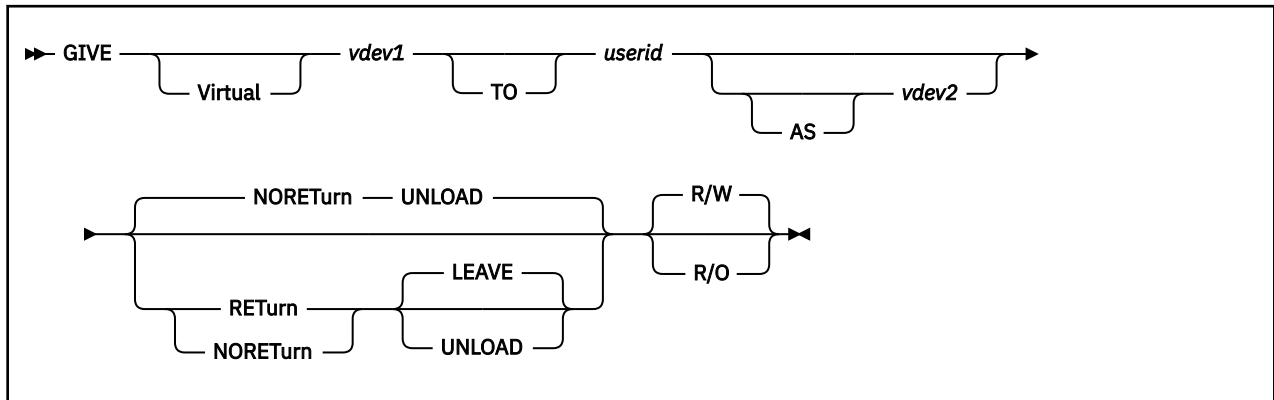 GIVE vdev1 userid
Virtual TO vdev2
AS
NORETurn UNLOAD R/W
LEAVE R/O
RETurn
NORETurn UNLOAD